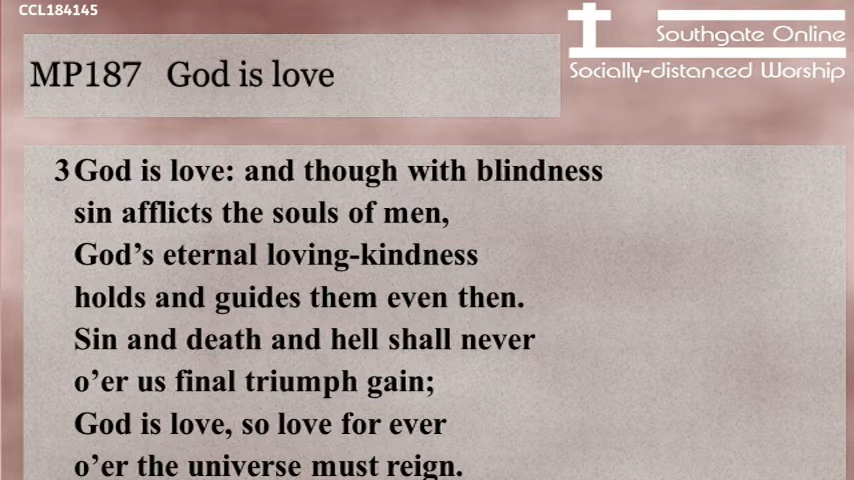 CCL184145
Southgate Online
Socially-distanced Worship
MP187 God is love
3 God is love: and though with blindness
sin afflicts the souls of men,
God’s eternal loving-kindness
holds and guides them even then.
Sin and death and hell shall never
o’er us final triumph gain;
God is love, so love for ever
o’er the universe must reign.